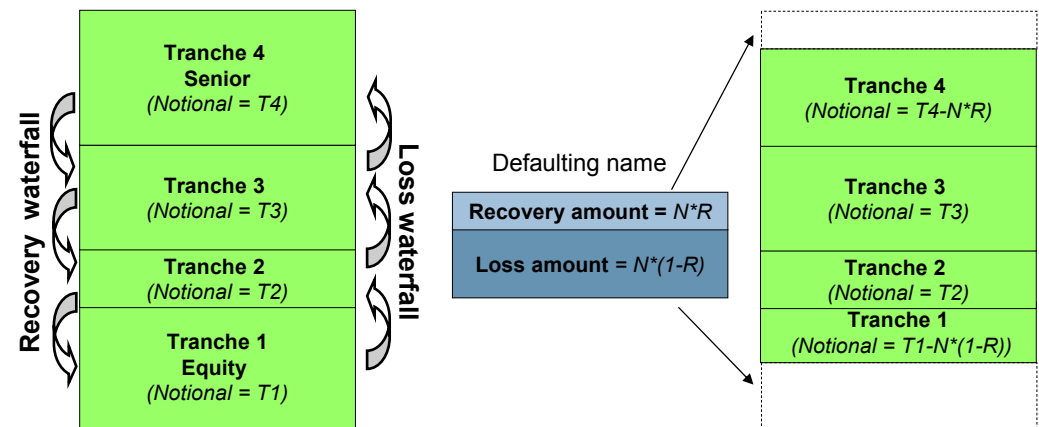 Recovery waterfall
Tranche 4
Senior
(Notional = T4)
Tranche 3
(Notional = T3)
Tranche 2
(Notional = T2)
Tranche 1
Equity
(Notional = T1)
Loss waterfall
Defaulting name
Recovery amount = N*R
Loss amount = N*(1-R)
Tranche 4
(Notional = T4-N*R)
Tranche 3
(Notional = T3)
Tranche 2
(Notional = T2)
Tranche 1
(Notional = T1-N*(1-R))